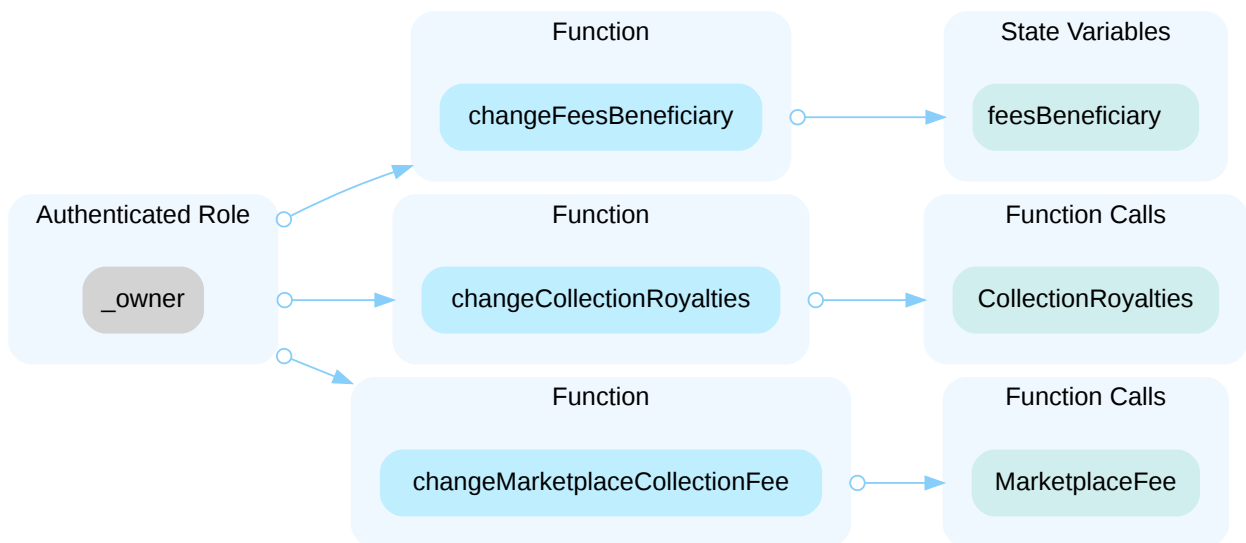 Function
changeFeesBeneficiary
State Variables
feesBeneficiary
Authenticated Role
_owner
Function
changeCollectionRoyalties
Function Calls
CollectionRoyalties
Function
changeMarketplaceCollectionFee
Function Calls
MarketplaceFee